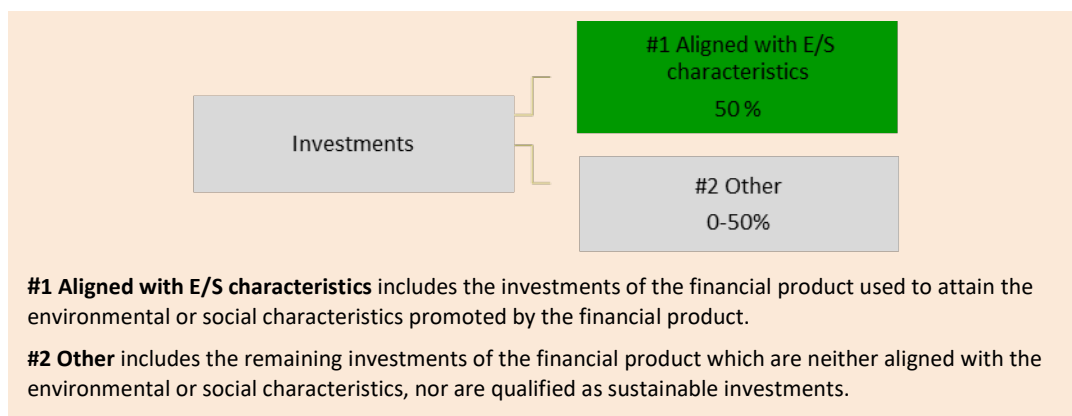 #1 Aligned with E/S
characteristics
50 %
Investments
#2 Other
0-50%
#1 Aligned with E/S characteristics includes the investments of the financial product used to attain the
environmental or social characteristics promoted by the financial product.
#2 Other includes the remaining investments of the financial product which are neither aligned with the
environmental or social characteristics, nor are qualified as sustainable investments.